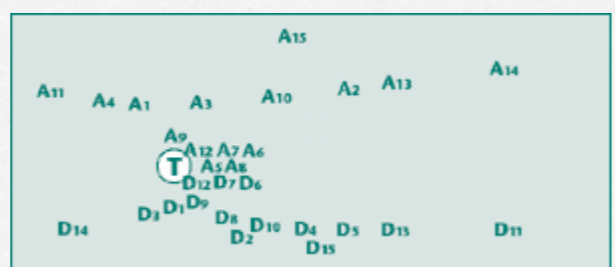 A15
A14
A11 A4 A1 A3 A10 A2 A13
A9
A12 A7 A6
T A5 A8
D12 D7 D6
D14 D3 D1 D9 D8 D10 D4 D5 D13 D11
D2 D15